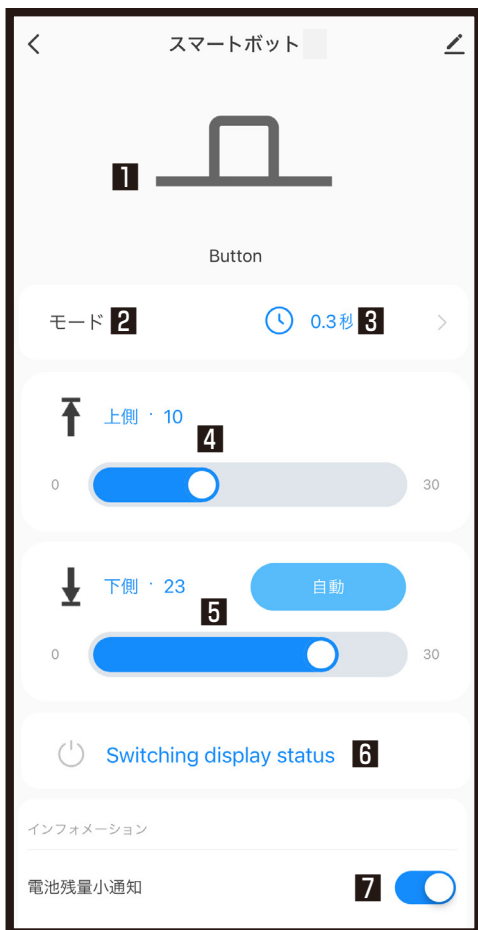 スマートボット
1
Button
モード 2 0.3秒 3
上側・10
4
0 30
下側・23 自動
5
0 30
Switching display status 6
インフォメーション
電池残量小通知 7